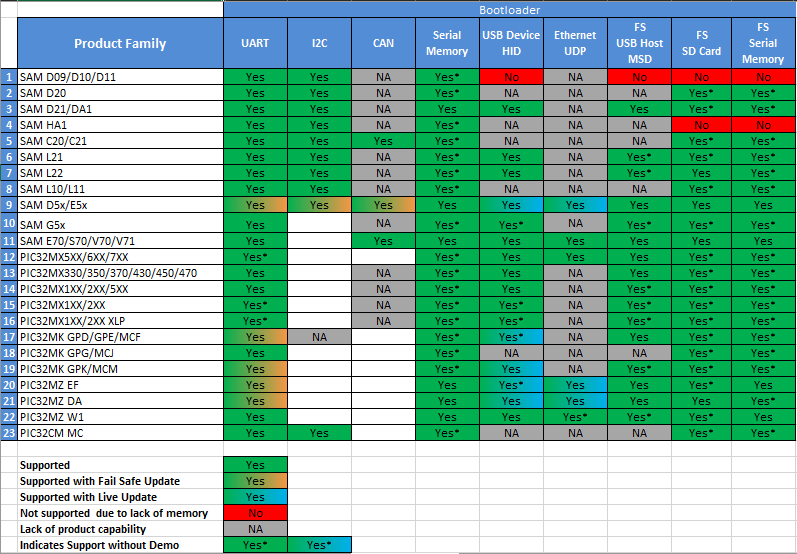 Bootloader
Product Family UART I2C CAN Serial Memory USB Device HID Ethernet UDP FS USB Host MSD FS SD Card FS Serial Memory
1 SAM D09/D10/D11 Yes Yes NA Yes* No NA No No No
2 SAM D20 Yes Yes NA Yes* NA NA NA Yes* Yes*
3 SAM D21/DA1 Yes Yes NA Yes Yes NA Yes Yes* Yes*
4 SAM HA1 Yes Yes NA Yes* NA NA NA No No
5 SAM C20/C21 Yes Yes Yes Yes* NA NA NA Yes* Yes*
6 SAM L21 Yes Yes NA Yes* Yes NA Yes* Yes* Yes*
7 SAM L22 Yes Yes NA Yes* Yes NA Yes* Yes Yes
8 SAM L10/L11 Yes Yes NA Yes* NA NA NA Yes* Yes*
9 SAM D5x/E5x Yes Yes Yes Yes Yes Yes Yes Yes Yes
10 SAM G5x Yes NA Yes* Yes* NA Yes* Yes* Yes*
11 SAM E70/S70/V70/V71 Yes Yes Yes Yes Yes Yes Yes Yes
12 PIC32MX5XX/6XX/7XX Yes* Yes* Yes Yes Yes Yes* Yes*
13 PIC32MX330/350/370/430/450/470 Yes NA Yes* Yes NA Yes Yes* Yes*
14 PIC32MX1XX/2XX/5XX Yes NA Yes* Yes* NA Yes* Yes* Yes*
15 PIC32MX1XX/2XX Yes* NA Yes* Yes* NA Yes* Yes* Yes*
16 PIC32MX1XX/2XX XLP Yes* NA Yes* Yes* NA Yes* Yes* Yes*
17 PIC32MK GPD/GPE/MCF Yes NA Yes* Yes* NA Yes Yes* Yes*
18 PIC32MK GPG/MCJ Yes Yes* NA NA NA Yes* Yes*
19 PIC32MK GPK/MCM Yes Yes* Yes NA Yes* Yes* Yes*
20 PIC32MZ EF Yes Yes Yes* Yes Yes Yes Yes
21 PIC32MZ DA Yes Yes* Yes Yes Yes Yes Yes*
22 PIC32MZ W1 Yes Yes Yes Yes* Yes* Yes* Yes
23 PIC32CM MC Yes Yes Yes* NA NA NA Yes* Yes*
Supported Yes
Supported with Fail Safe Update Yes
Supported with Live Update Yes
Not supported due to lack of memory No
Lack of product capability NA
Indicates Support without Demo Yes* Yes*